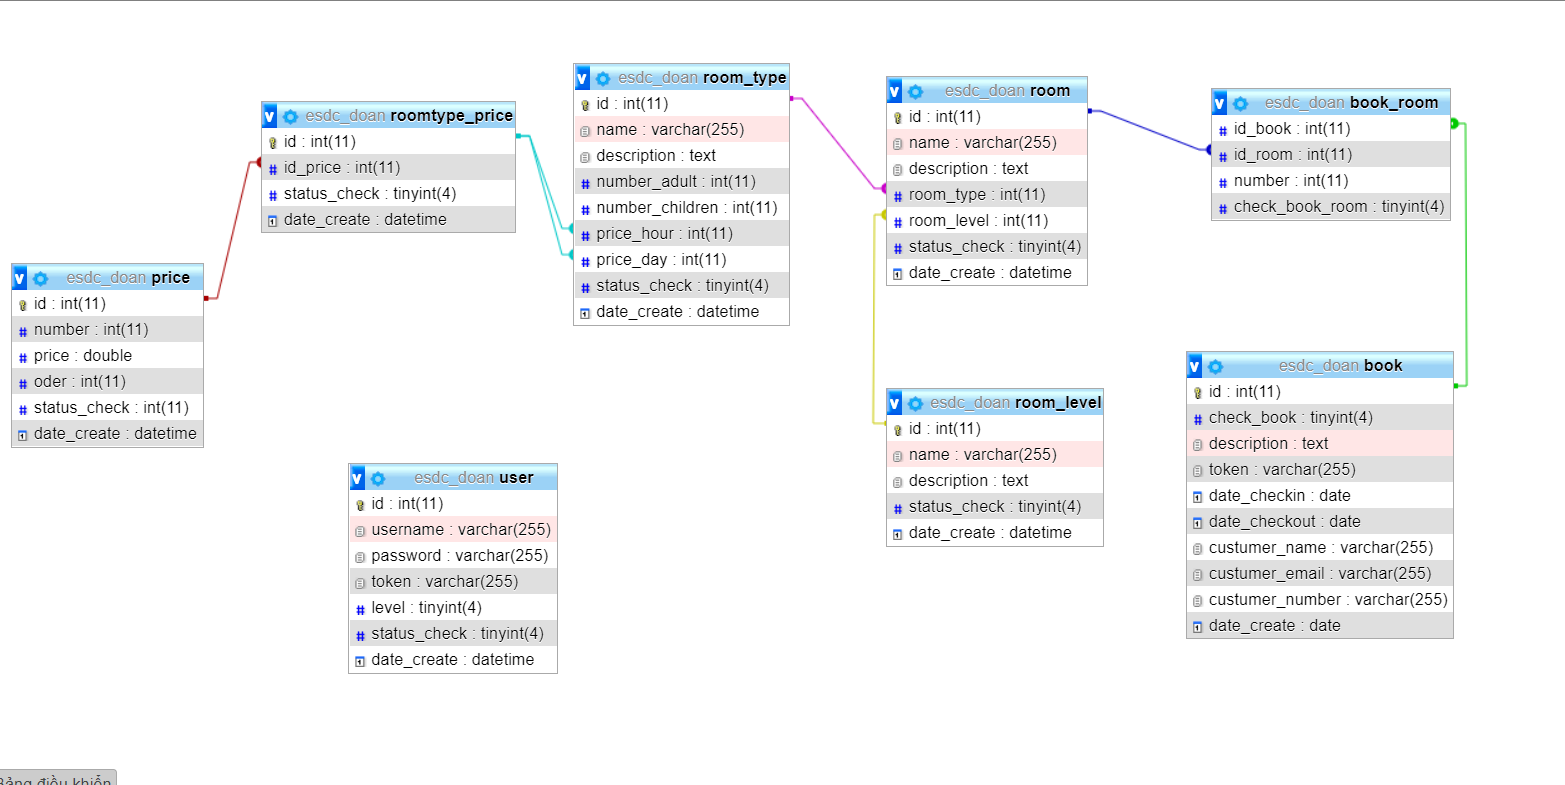 esdc_doan price
id : int(11)
number : int(11)
price : double
oder : int(11)
status_check : int(11)
date_create : datetime
esdc_doan roomtype_price
id : int(11)
id_price : int(11)
status_check : tinyint(4)
date_create : datetime
esdc_doan user
id : int(11)
username : varchar(255)
password : varchar(255)
token : varchar(255)
level : tinyint(4)
status_check : tinyint(4)
date_create : datetime
esdc_doan room_type
id : int(11)
name : varchar(255)
description : text
number_adult : int(11)
number_children : int(11)
price_hour : int(11)
price_day : int(11)
status_check : tinyint(4)
date_create : datetime
esdc_doan room
id : int(11)
name : varchar(255)
description : text
room_type : int(11)
room_level : int(11)
status_check : tinyint(4)
date_create : datetime
esdc_doan room_level
id : int(11)
name : varchar(255)
description : text
status_check : tinyint(4)
date_create : datetime
esdc_doan book_room
id_book : int(11)
id_room : int(11)
number : int(11)
check_book_room : tinyint(4)
esdc_doan book
id : int(11)
check_book : tinyint(4)
description : text
token : varchar(255)
date_checkin : date
date_checkout : date
custumer_name : varchar(255)
custumer_email : varchar(255)
custumer_number : varchar(255)
date_create : date
Bảng điều khiển